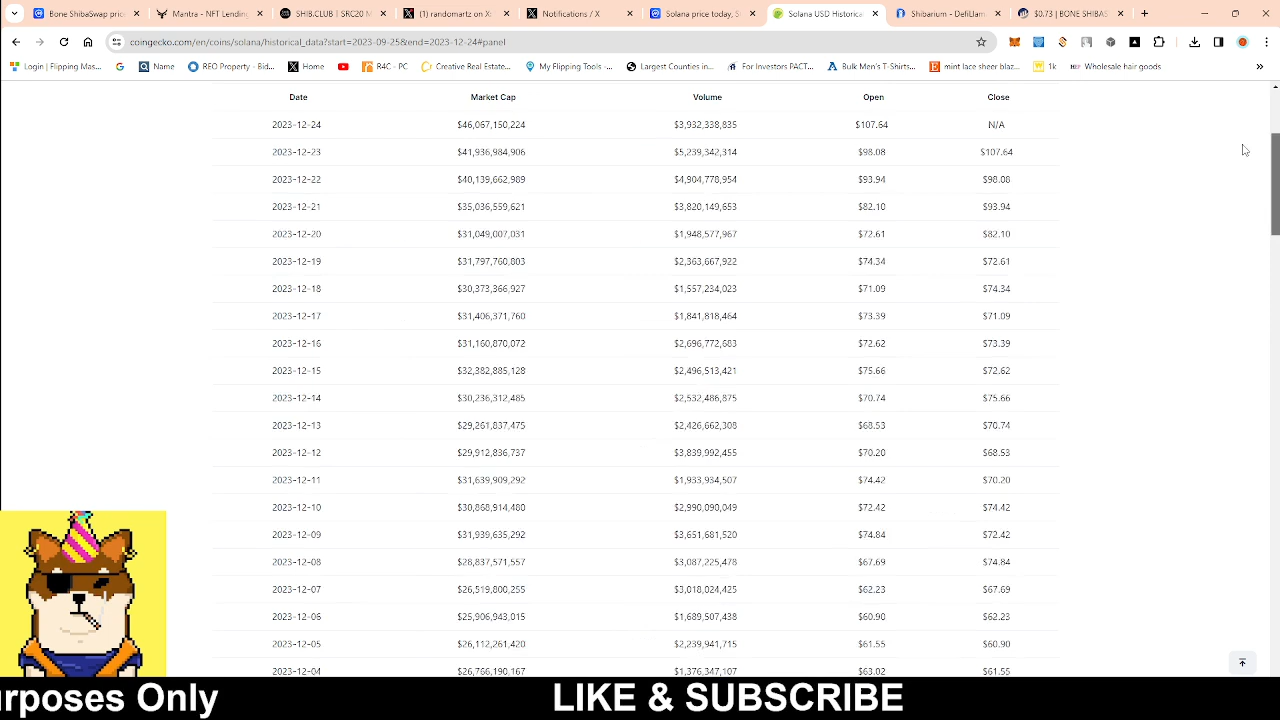 Bone ShibaSwap pric
Mantra - NFT Lending
SHIB.CLUB | SRC20 M
(1) randomartz on X:
Notifications / X
Solana price today, S
Solana USD Historica
Shibarium - DefiLlam
$0.73 | BONE SHIBAS
coingecko.com/en/coins/solana/historical_data?start=2023-09-25&end=2023-12-24#panel
Login | Flipping Mas...
Name
REO Property - Bid...
Home
R4C - PC
Creative Real Estate...
My Flipping Tools -...
Largest Counties in...
For Investors PACT...
Bulk Men's T-Shirts...
mint lace sheer blaz...
1k
Wholesale hair goods
Date Market Cap Volume Open Close
2023-12-24 $46,067,150,224 $3,932,338,835 $107.64 N/A
2023-12-23 $41,936,984,906 $5,239,342,314 $98.08 $107.64
2023-12-22 $40,139,662,989 $4,904,778,954 $93.94 $98.08
2023-12-21 $35,036,559,621 $3,820,149,653 $82.10 $93.94
2023-12-20 $31,049,007,031 $1,948,577,967 $72.61 $82.10
2023-12-19 $31,797,760,803 $2,363,667,922 $74.34 $72.61
2023-12-18 $30,373,366,927 $1,557,234,023 $71.09 $74.34
2023-12-17 $31,406,371,760 $1,841,818,464 $73.39 $71.09
2023-12-16 $31,160,870,072 $2,696,772,683 $72.62 $73.39
2023-12-15 $32,382,885,128 $2,496,513,421 $75.66 $72.62
2023-12-14 $30,236,312,485 $2,532,486,875 $70.74 $75.66
2023-12-13 $29,261,837,475 $2,426,662,308 $68.53 $70.74
2023-12-12 $29,912,836,737 $3,839,992,455 $70.20 $68.53
2023-12-11 $31,639,909,292 $1,933,934,507 $74.42 $70.20
2023-12-10 $30,868,914,488 $2,990,090,049 $72.42 $74.42
2023-12-09 $31,939,635,292 $3,651,681,520 $74.84 $72.42
2023-12-08 $28,837,571,557 $3,087,225,478 $67.69 $74.84
2023-12-07 $26,519,800,255 $3,018,024,425 $62.23 $67.69
2023-12-06 $25,906,943,015 $1,689,507,438 $60.90 $62.23
2023-12-05 $26,112,261,420 $2,239,941,715 $61.55 $60.90
2023-12-04 $26,766,190,167 $1,376,347,107 $63.02 $61.55
urposes Only
LIKE & SUBSCRIBE